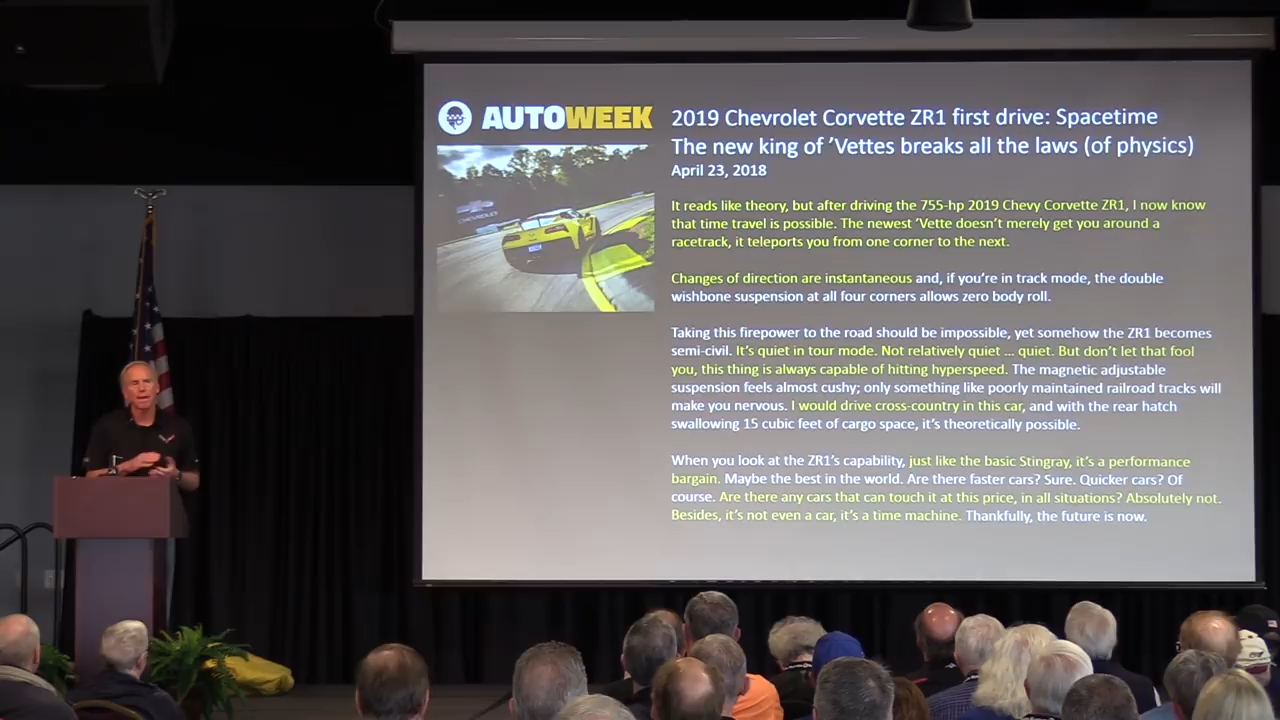 AUTOWEEK
2019 Chevrolet Corvette ZR1 first drive: Spacetime
The new king of ’Vettes breaks all the laws (of physics)
April 23, 2018
CHEVROLET
It reads like theory, but after driving the 755-hp 2019 Chevy Corvette ZR1, I now know
that time travel is possible. The newest ’Vette doesn’t merely get you around a
racetrack, it teleports you from one corner to the next.
Changes of direction are instantaneous and, if you’re in track mode, the double
wishbone suspension at all four corners allows zero body roll.
Taking this firepower to the road should be impossible, yet somehow the ZR1 becomes
semi-civil. It’s quiet in tour mode. Not relatively quiet … quiet. But don’t let that fool
you, this thing is always capable of hitting hyperspeed. The magnetic adjustable
suspension feels almost cushy; only something like poorly maintained railroad tracks will
make you nervous. I would drive cross-country in this car, and with the rear hatch
swallowing 15 cubic feet of cargo space, it’s theoretically possible.
When you look at the ZR1’s capability, just like the basic Stingray, it’s a performance
bargain. Maybe the best in the world. Are there faster cars? Sure. Quicker cars? Of
course. Are there any cars that can touch it at this price, in all situations? Absolutely not.
Besides, it’s not even a car, it’s a time machine. Thankfully, the future is now.